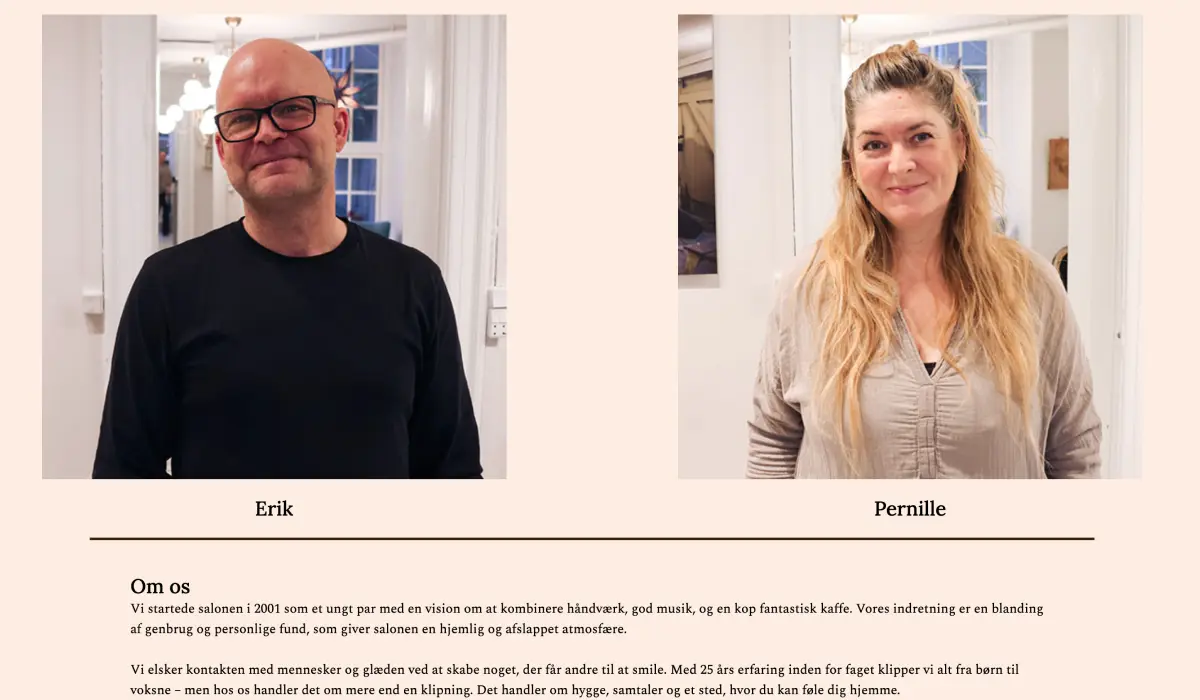 Erik
Pernille
Om os
Vi startede salonen i 2001 som et ungt par med en vision om at kombinere håndværk, god musik, og en kop fantastisk kaffe. Vores indretning er en blanding
af genbrug og personlige fund, som giver salonen en hjemlig og afslappet atmosfære.
Vi elsker kontakten med mennesker og glæden ved at skabe noget, der får andre til at smile. Med 25 års erfaring inden for faget klipper vi alt fra børn til
voksne – men hos os handler det om mere end en klipning. Det handler om hygge, samtaler og et sted, hvor du kan føle dig hjemme.